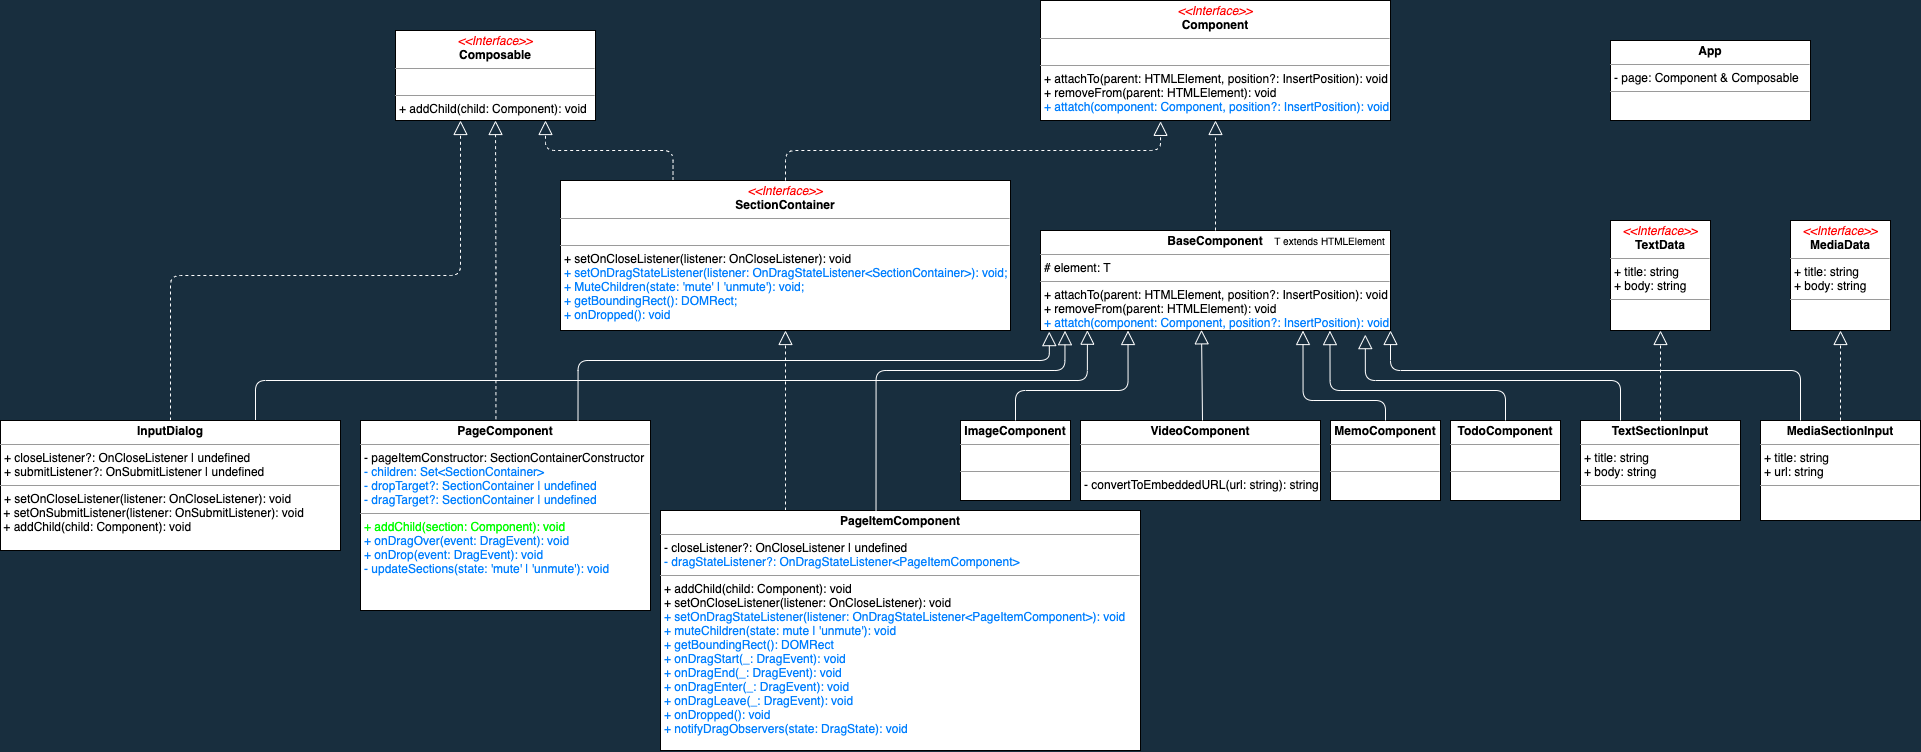 <<Interface>>
Composable
+ addChild(child: Component): void
<<Interface>>
Component
+ attachTo(parent: HTMLElement, position?: InsertPosition): void
+ removeFrom(parent: HTMLElement): void
+ attatch(component: Component, position?: InsertPosition): void
App
- page: Component & Composable
<<Interface>>
SectionContainer
+ setOnCloseListener(listener: OnCloseListener): void
+ setOnDragStateListener(listener: OnDragStateListener<SectionContainer>): void;
+ MuteChildren(state: 'mute' | 'unmute'): void;
+ getBoundingRect(): DOMRect;
+ onDropped(): void
BaseComponent T extends HTMLElement
# element: T
+ attachTo(parent: HTMLElement, position?: InsertPosition): void
+ removeFrom(parent: HTMLElement): void
+ attatch(component: Component, position?: InsertPosition): void
<<Interface>>
TextData
+ title: string
+ body: string
<<Interface>>
MediaData
+ title: string
+ body: string
InputDialog
+ closeListener?: OnCloseListener | undefined
+ submitListener?: OnSubmitListener | undefined
+ setOnCloseListener(listener: OnCloseListener): void
+ setOnSubmitListener(listener: OnSubmitListener): void
+ addChild(child: Component): void
PageComponent
- pageItemConstructor: SectionContainerConstructor
- children: Set<SectionContainer>
- dropTarget?: SectionContainer | undefined
- dragTarget?: SectionContainer | undefined
+ addChild(section: Component): void
+ onDragOver(event: DragEvent): void
+ onDrop(event: DragEvent): void
- updateSections(state: 'mute' | 'unmute'): void
PageItemComponent
- closeListener?: OnCloseListener | undefined
- dragStateListener?: OnDragStateListener<PageItemComponent>
+ addChild(child: Component): void
+ setOnCloseListener(listener: OnCloseListener): void
+ setOnDragStateListener(listener: OnDragStateListener<PageItemComponent>): void
+ muteChildren(state: mute | 'unmute'): void
+ getBoundingRect(): DOMRect
+ onDragStart(_: DragEvent): void
+ onDragEnd(_: DragEvent): void
+ onDragEnter(_: DragEvent): void
+ onDragLeave(_: DragEvent): void
+ onDropped(): void
+ notifyDragObservers(state: DragState): void
ImageComponent
VideoComponent
- convertToEmbeddedURL(url: string): string
MemoComponent
TodoComponent
TextSectionInput
+ title: string
+ body: string
MediaSectionInput
+ title: string
+ url: string